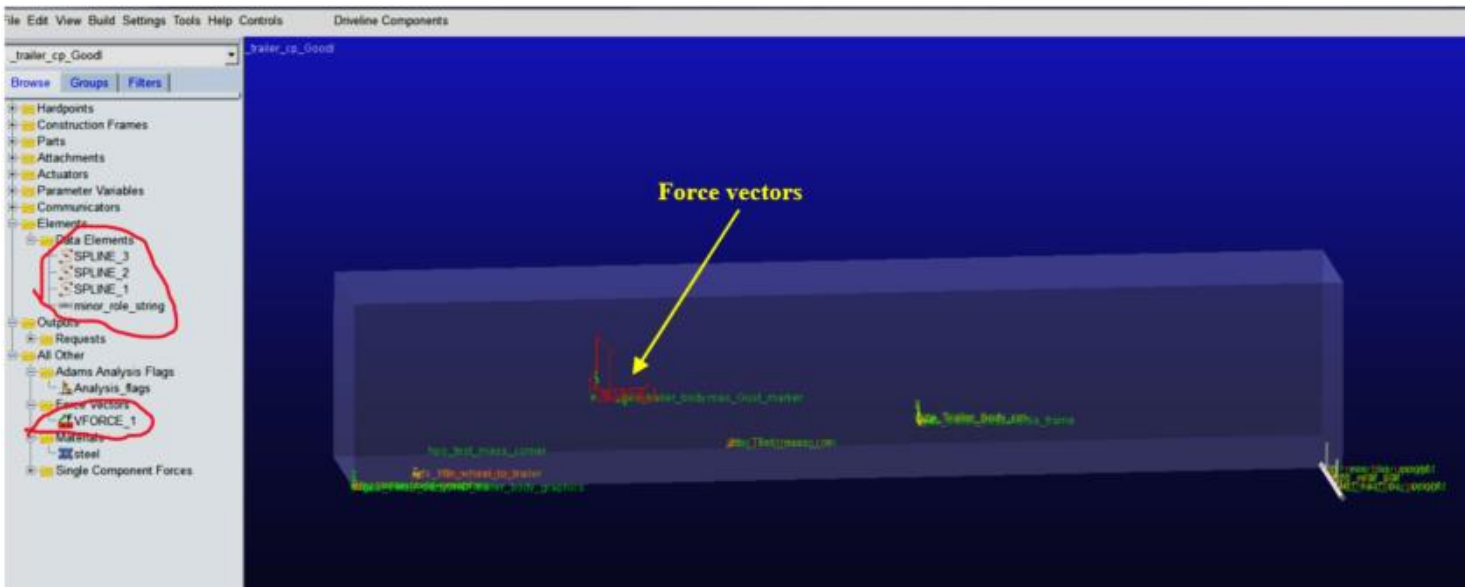 File Edit View Build Settings Tools Help Controls Driveline Components
_trailer_cp_Goodl
_trailer_cp_Goodl
Browse Groups Filters
Hardpoints
Construction Frames
Parts
Attachments
Actuators
Parameter Variables
Communicators
Elements
Data Elements
SPLINE_3
SPLINE_2
SPLINE_1
minor_role_string
Outputs
Requests
All Other
Adams Analysis Flags
Analysis_flags
Force Vectors
VFORCE_1
Materials
steel
Single Component Forces
Force vectors
hps_test_mass_corner